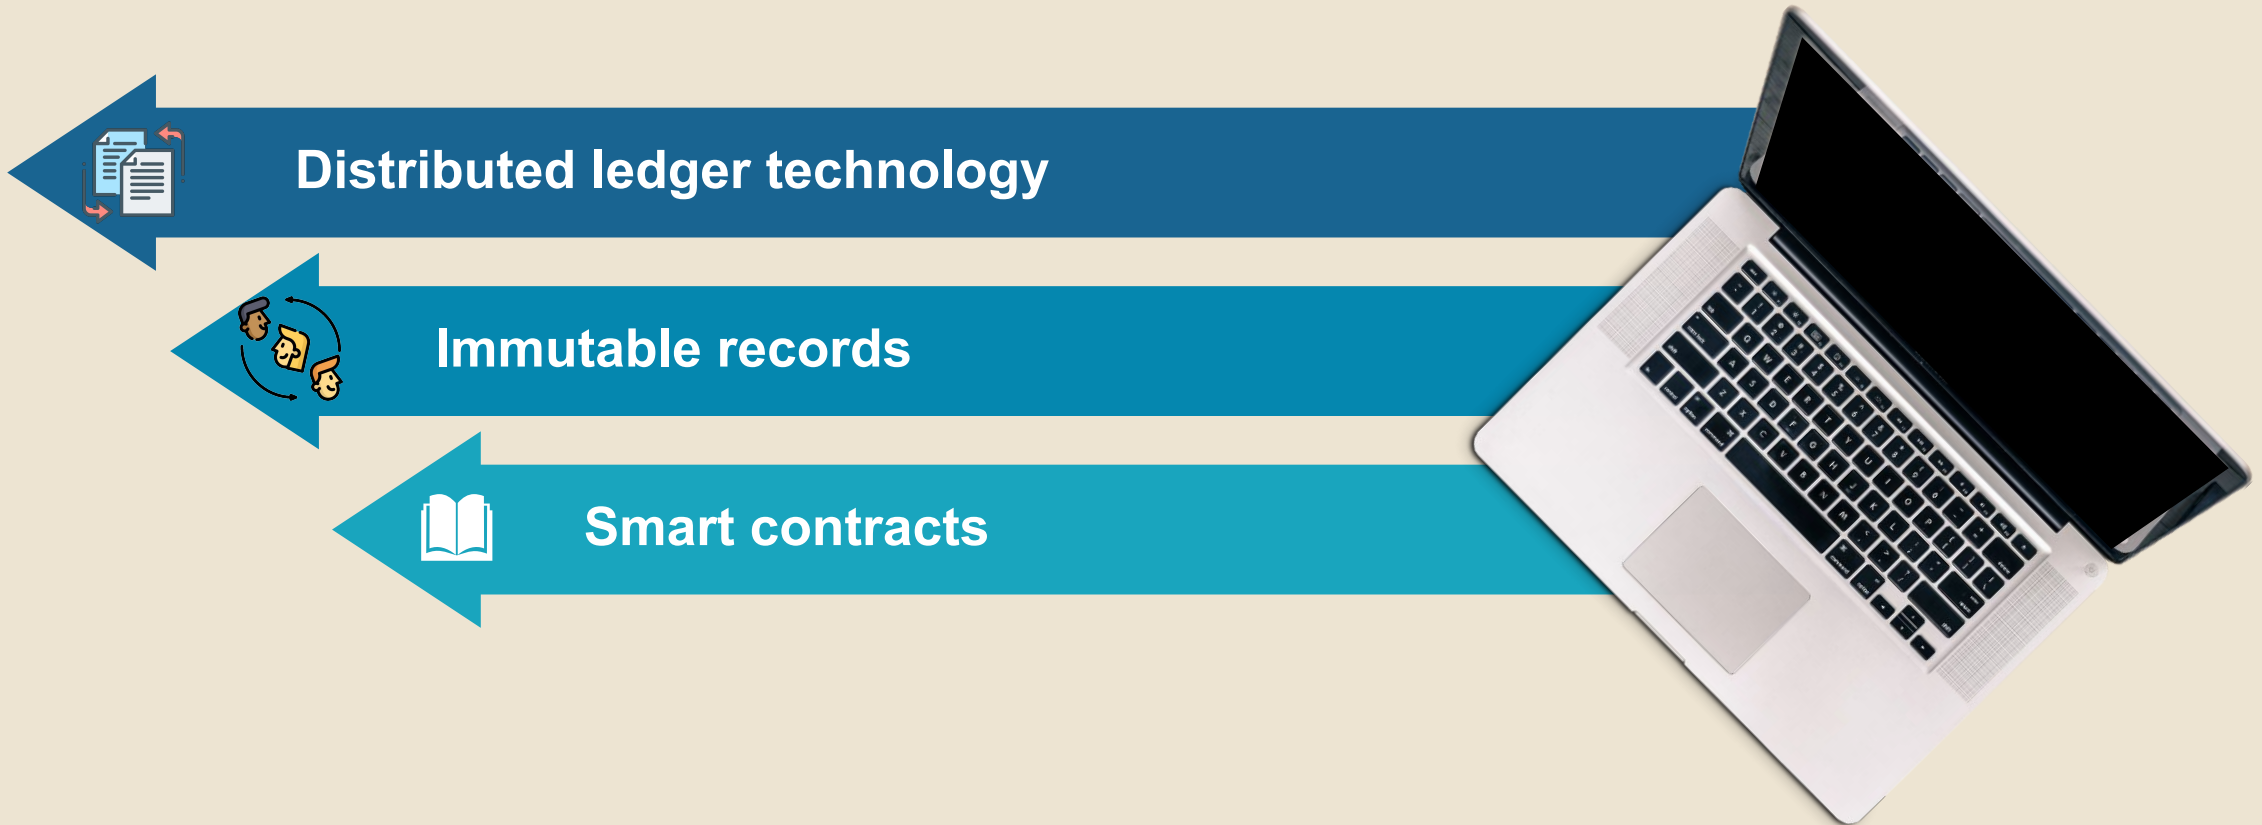 Distributed ledger technology
Immutable records
Smart contracts